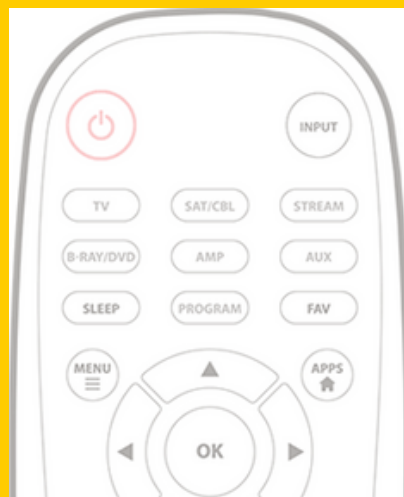 INPUT
TV SAT/CBL STREAM
B-RAY/DVD AMP AUX
SLEEP PROGRAM FAV
MENU APPS
OK